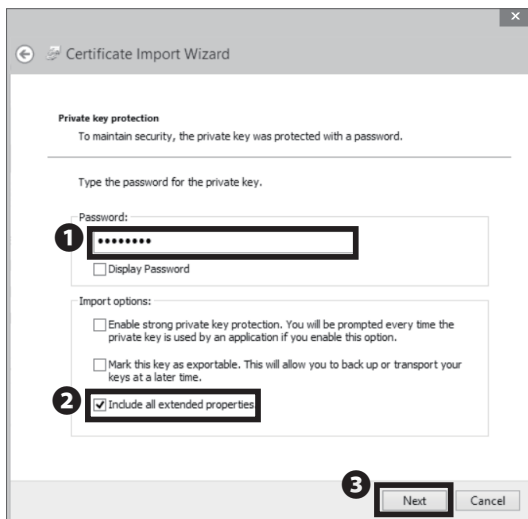 Certificate Import Wizard
Private key protection
To maintain security, the private key was protected with a password.
Type the password for the private key.
Password:
1
••••••••
Display Password
Import options:
Enable strong private key protection. You will be prompted every time the
private key is used by an application if you enable this option.
Mark this key as exportable. This will allow you to back up or transport your
keys at a later time.
2
Include all extended properties
3
Next Cancel